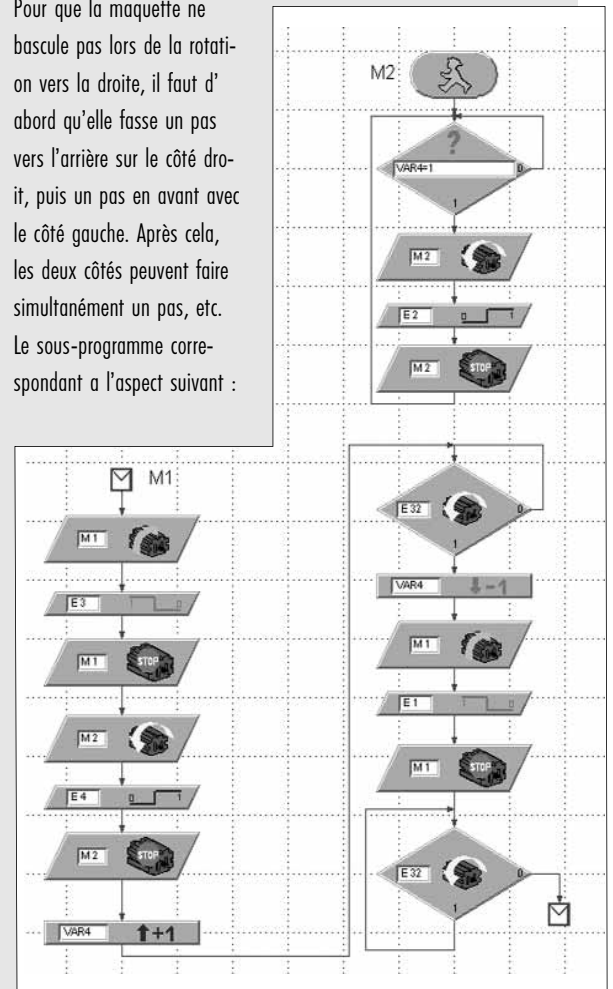 Pour que la maquette ne
bascule pas lors de la rotati-
on vers la droite, il faut d'
abord qu'elle fasse un pas
vers l'arrière sur le côté dro-
it, puis un pas en avant avec
le côté gauche. Après cela,
les deux côtés peuvent faire
simultanément un pas, etc.
Le sous-programme corre-
spondant a l'aspect suivant :
M2
?
VAR4=1 0
1
M2
E2 0 1
M2 STOP
M1
M1
E3 1 0
M1 STOP
M2
E4 0 1
M2 STOP
VAR4 +1
E32 0
1
VAR4 -1
M1
E1 1 0
M1 STOP
E32 0
1